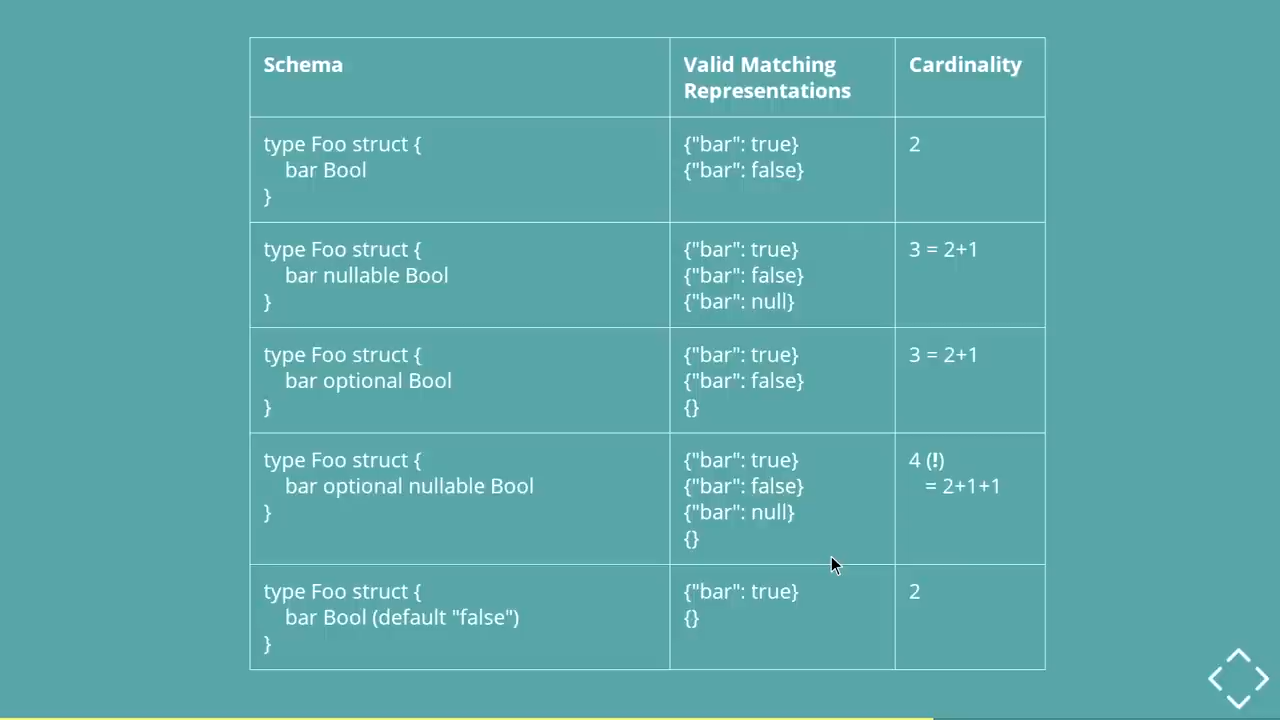 Schema
Valid Matching
Representations
Cardinality
type Foo struct {
bar Bool
}
{"bar": true}
{"bar": false}
2
type Foo struct {
bar nullable Bool
}
{"bar": true}
{"bar": false}
{"bar": null}
3 = 2+1
type Foo struct {
bar optional Bool
}
{"bar": true}
{"bar": false}
{}
3 = 2+1
type Foo struct {
bar optional nullable Bool
}
{"bar": true}
{"bar": false}
{"bar": null}
{}
4 (!)
= 2+1+1
type Foo struct {
bar Bool (default "false")
}
{"bar": true}
{}
2